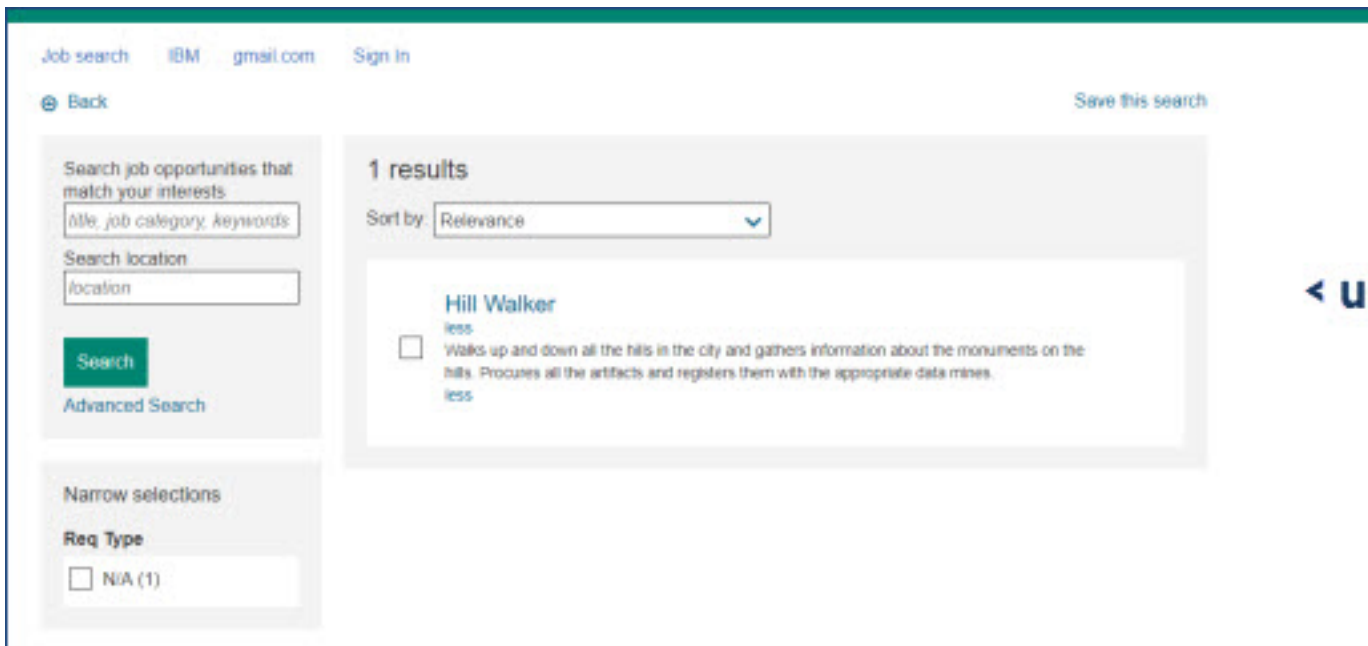 Job search IBM gmail.com Sign In
Back
Save this search
Search job opportunities that
match your interests
title, job category, keywords
Search location
location
Search
Advanced Search
Narrow selections
Req Type
N/A (1)
1 results
Sort by: Relevance
Hill Walker
less
Walks up and down all the hills in the city and gathers information about the monuments on the
hills. Procures all the artifacts and registers them with the appropriate data mines.
less
< u